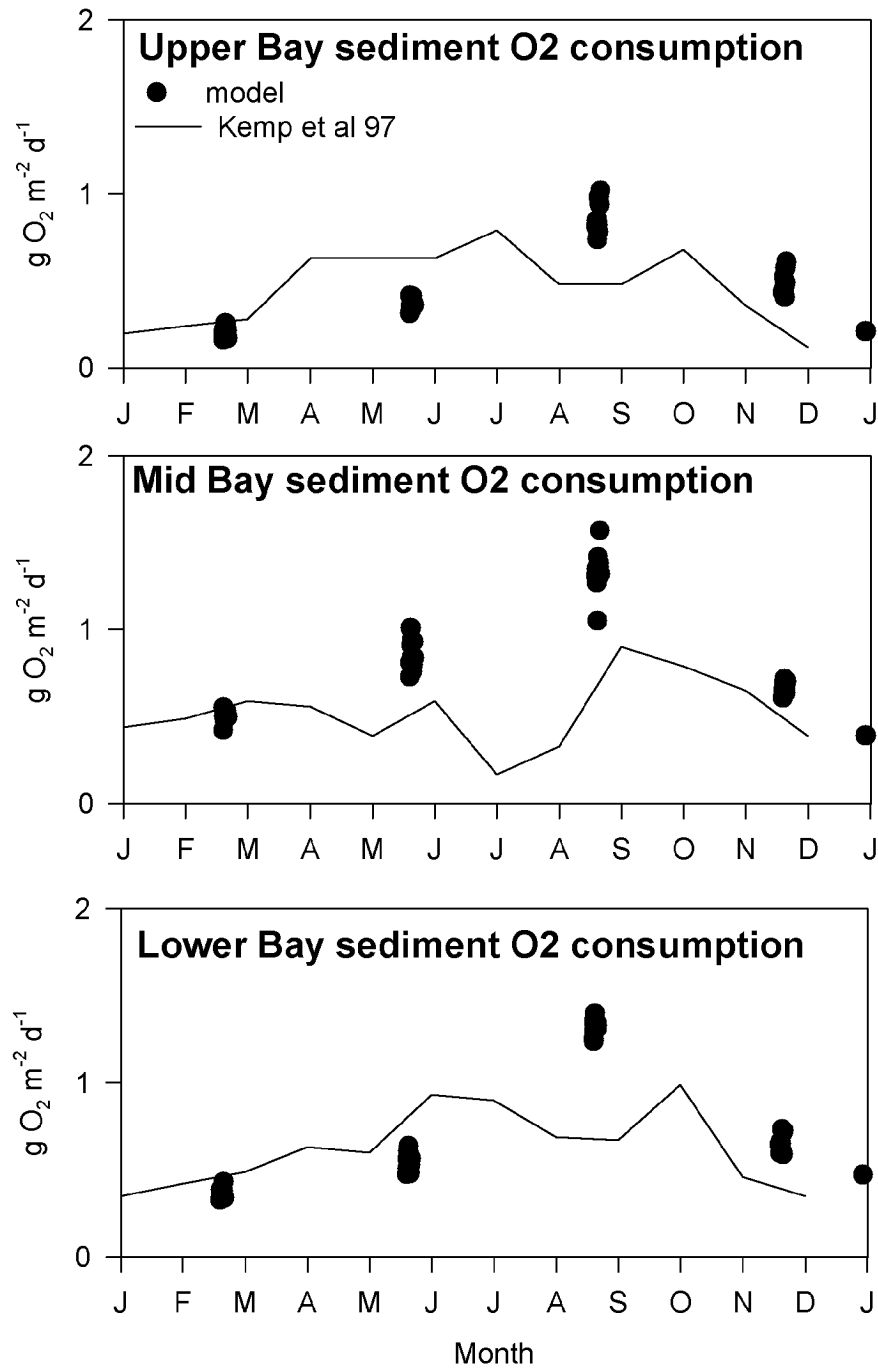 Upper Bay sediment O2 consumption
model
Kemp et al 97
2
1
0
g O₂ m⁻² d⁻¹
J F M A M J J A S O N D J
Mid Bay sediment O2 consumption
2
1
0
g O₂ m⁻² d⁻¹
J F M A M J J A S O N D J
Lower Bay sediment O2 consumption
2
1
0
g O₂ m⁻² d⁻¹
J F M A M J J A S O N D J
Month